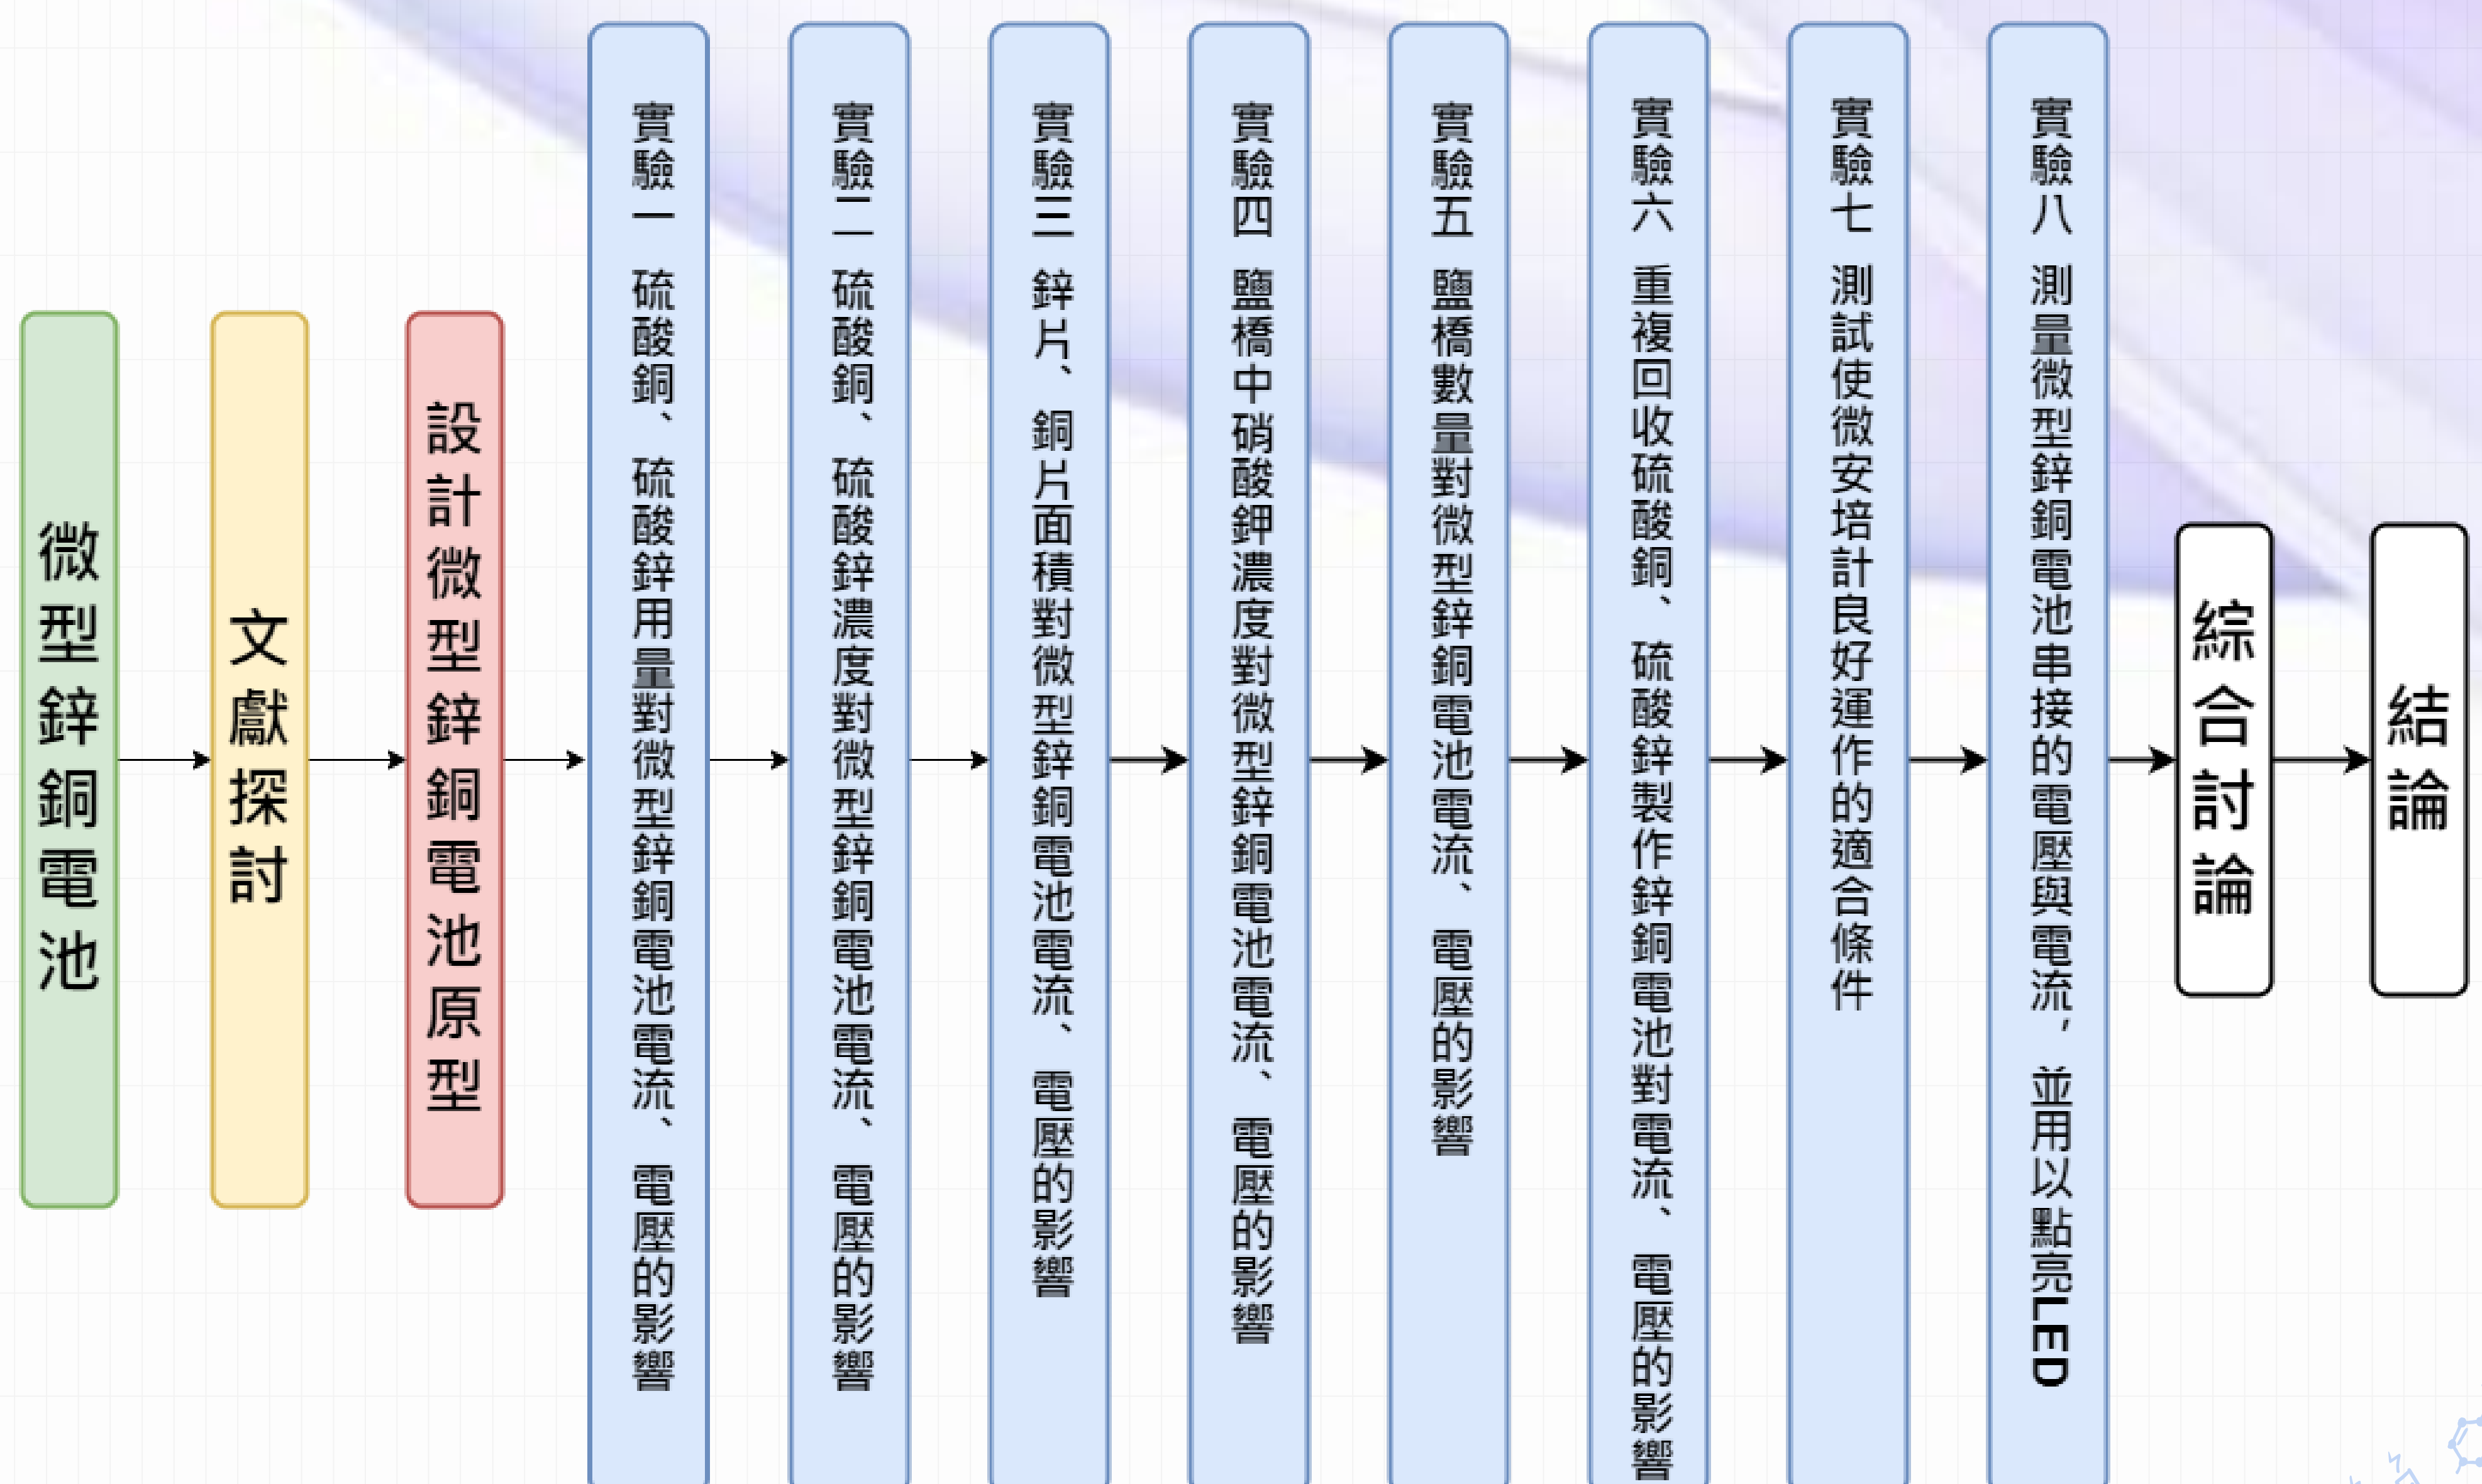 微型鋅銅電池
文獻探討
設計微型鋅銅電池原型
實驗一 硫酸銅、硫酸鋅用量對微型鋅銅電池電流、電壓的影響
實驗二 硫酸銅、硫酸鋅濃度對微型鋅銅電池電流、電壓的影響
實驗三 鋅片、銅片面積對微型鋅銅電池電流、電壓的影響
實驗四 鹽橋中硝酸鉀濃度對微型鋅銅電池電流、電壓的影響
實驗五 鹽橋數量對微型鋅銅電池電流、電壓的影響
實驗六 重複回收硫酸銅、硫酸鋅製作鋅銅電池對電流、電壓的影響
實驗七 測試使微安培計良好運作的適合條件
實驗八 測量微型鋅銅電池串接的電壓與電流，並用以點亮LED
綜合討論
結論